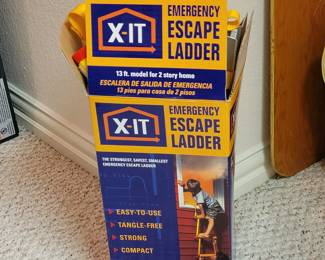 X-IT
EMERGENCY
ESCAPE
LADDER
13 ft. model for 2 story home
ESCALERA DE SALIDA DE EMERGENCIA
13 pies para casa de 2 pisos
X-IT
EMERGENCY
ESCAPE
LADDER
THE STRONGEST, SAFEST, SMALLEST
EMERGENCY ESCAPE LADDER
EASY-TO-USE
TANGLE-FREE
STRONG
COMPACT